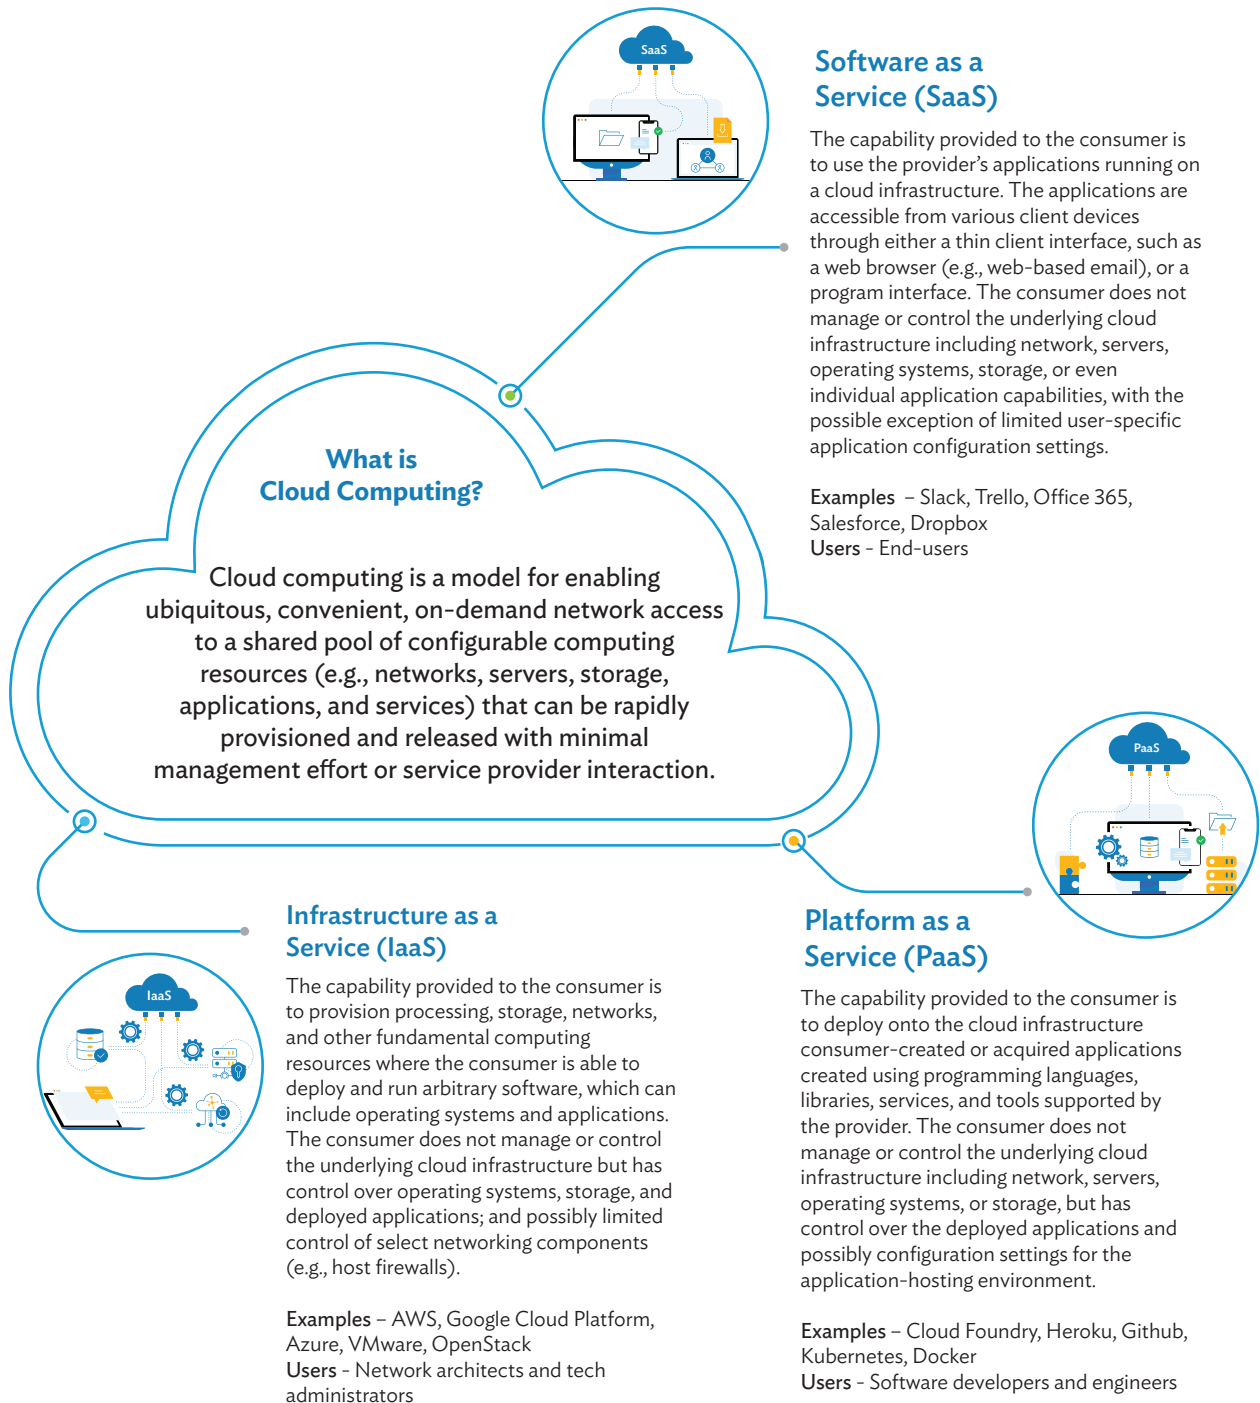 SaaS
Software as a
Service (SaaS)
The capability provided to the consumer is
to use the provider's applications running on
a cloud infrastructure. The applications are
accessible from various client devices
through either a thin client interface, such as
a web browser (e.g., web-based email), or a
program interface. The consumer does not
manage or control the underlying cloud
infrastructure including network, servers,
operating systems, storage, or even
individual application capabilities, with the
possible exception of limited user-specific
application configuration settings.
Examples – Slack, Trello, Office 365,
Salesforce, Dropbox
Users - End-users
What is
Cloud Computing?
Cloud computing is a model for enabling
ubiquitous, convenient, on-demand network access
to a shared pool of configurable computing
resources (e.g., networks, servers, storage,
applications, and services) that can be rapidly
provisioned and released with minimal
management effort or service provider interaction.
IaaS
Infrastructure as a
Service (IaaS)
The capability provided to the consumer is
to provision processing, storage, networks,
and other fundamental computing
resources where the consumer is able to
deploy and run arbitrary software, which can
include operating systems and applications.
The consumer does not manage or control
the underlying cloud infrastructure but has
control over operating systems, storage, and
deployed applications; and possibly limited
control of select networking components
(e.g., host firewalls).
Examples – AWS, Google Cloud Platform,
Azure, VMware, OpenStack
Users - Network architects and tech
administrators
PaaS
Platform as a
Service (PaaS)
The capability provided to the consumer is
to deploy onto the cloud infrastructure
consumer-created or acquired applications
created using programming languages,
libraries, services, and tools supported by
the provider. The consumer does not
manage or control the underlying cloud
infrastructure including network, servers,
operating systems, or storage, but has
control over the deployed applications and
possibly configuration settings for the
application-hosting environment.
Examples – Cloud Foundry, Heroku, Github,
Kubernetes, Docker
Users - Software developers and engineers